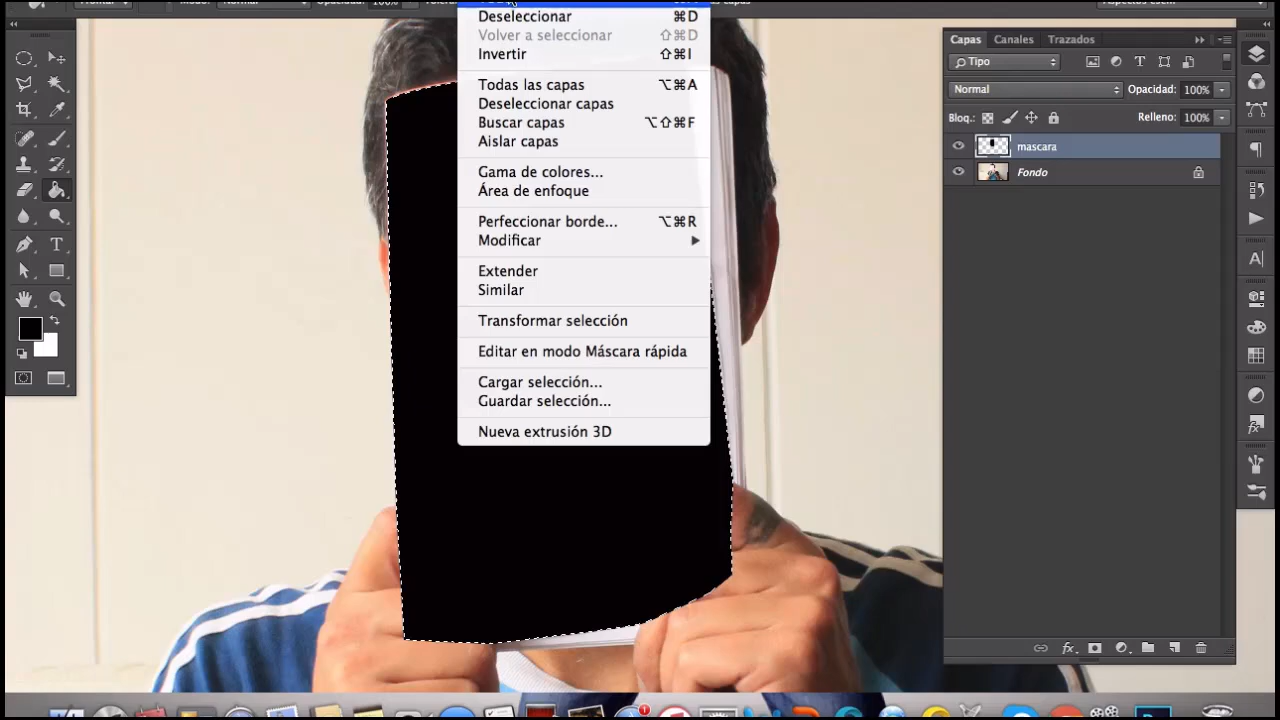 Deseleccionar ⌘D
Volver a seleccionar ⇧⌘D
Invertir ⇧⌘I
Todas las capas ⌥⌘A
Deseleccionar capas
Buscar capas ⌥⇧⌘F
Aislar capas
Gama de colores...
Área de enfoque
Perfeccionar borde... ⌥⌘R
Modificar
Extender
Similar
Transformar selección
Editar en modo Máscara rápida
Cargar selección...
Guardar selección...
Nueva extrusión 3D
Capas Canales Trazados
Tipo
Normal Opacidad: 100%
Bloq.: Relleno: 100%
mascara
Fondo